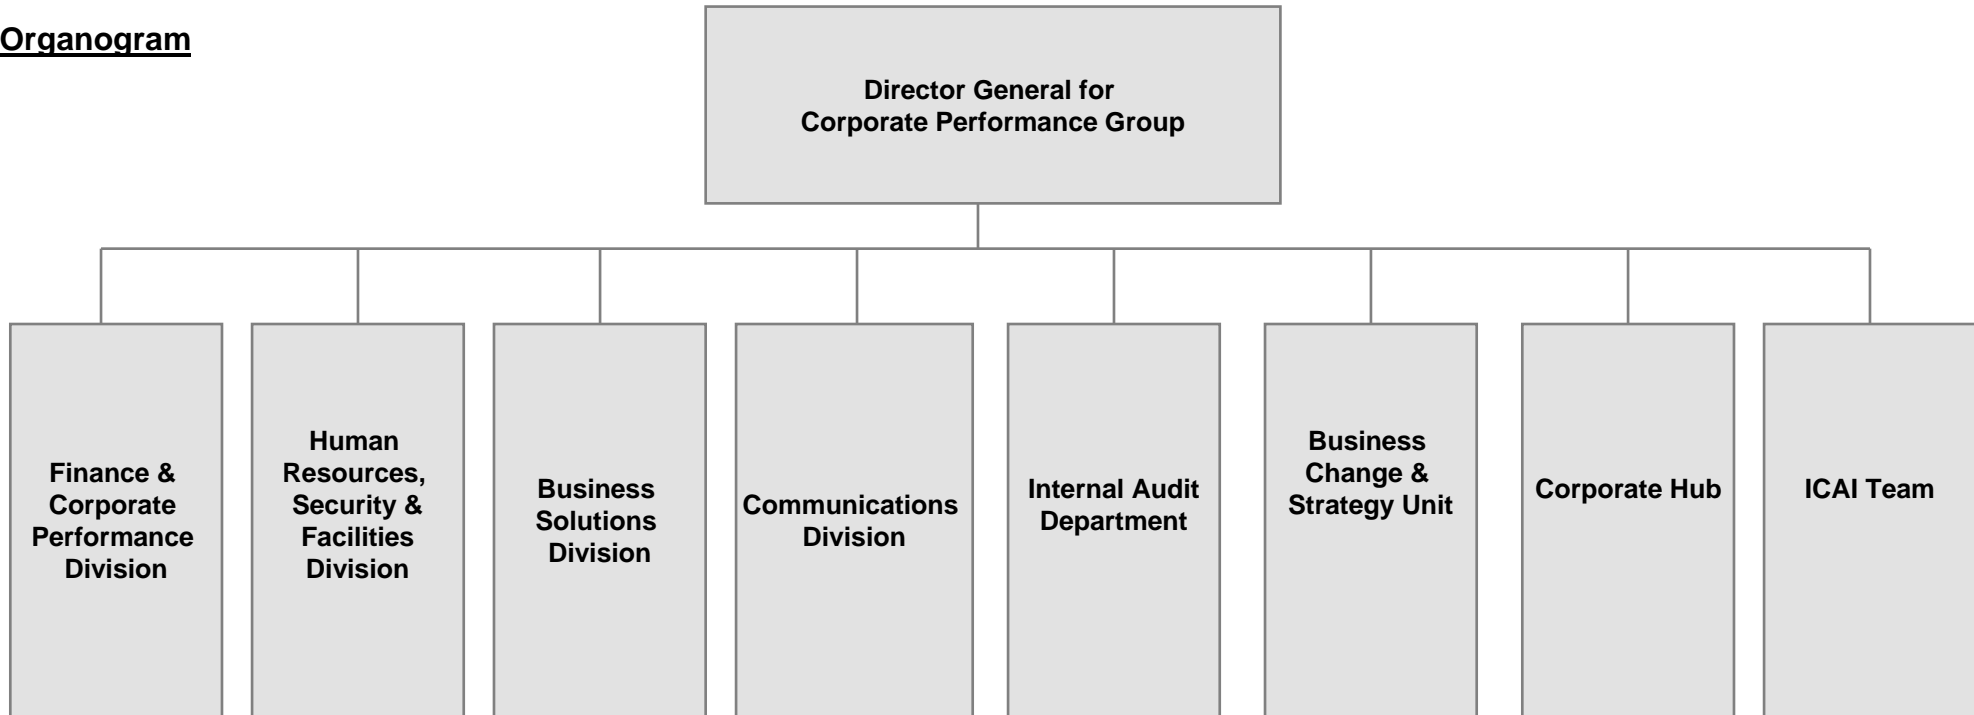 Organogram
Director General for
Corporate Performance Group
Finance &
Corporate
Performance
Division
Human
Resources,
Security &
Facilities
Division
Business
Solutions
Division
Communications
Division
Internal Audit
Department
Business
Change &
Strategy Unit
Corporate Hub
ICAI Team